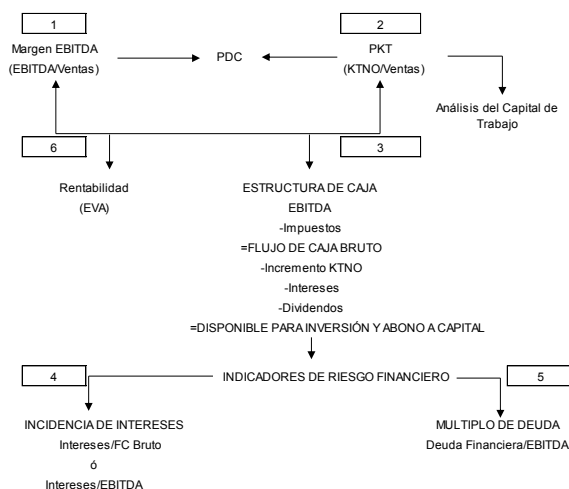 1
2
Margen EBITDA
(EBITDA/Ventas)
PDC
PKT
(KTNO/Ventas)
Análisis del Capital de
Trabajo
6
3
Rentabilidad
(EVA)
ESTRUCTURA DE CAJA
EBITDA
-Impuestos
=FLUJO DE CAJA BRUTO
-Incremento KTNO
-Intereses
-Dividendos
=DISPONIBLE PARA INVERSIÓN Y ABONO A CAPITAL
4
INDICADORES DE RIESGO FINANCIERO
5
INCIDENCIA DE INTERESES
Intereses/FC Bruto
ó
Intereses/EBITDA
MULTIPLO DE DEUDA
Deuda Financiera/EBITDA